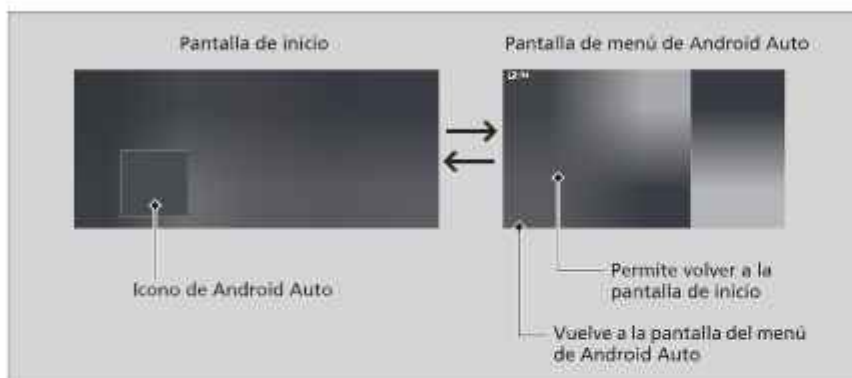 Pantalla de inicio
Pantalla de menú de Android Auto
Icono de Android Auto
Permite volver a la
pantalla de inicio
Vuelve a la pantalla del menú
de Android Auto